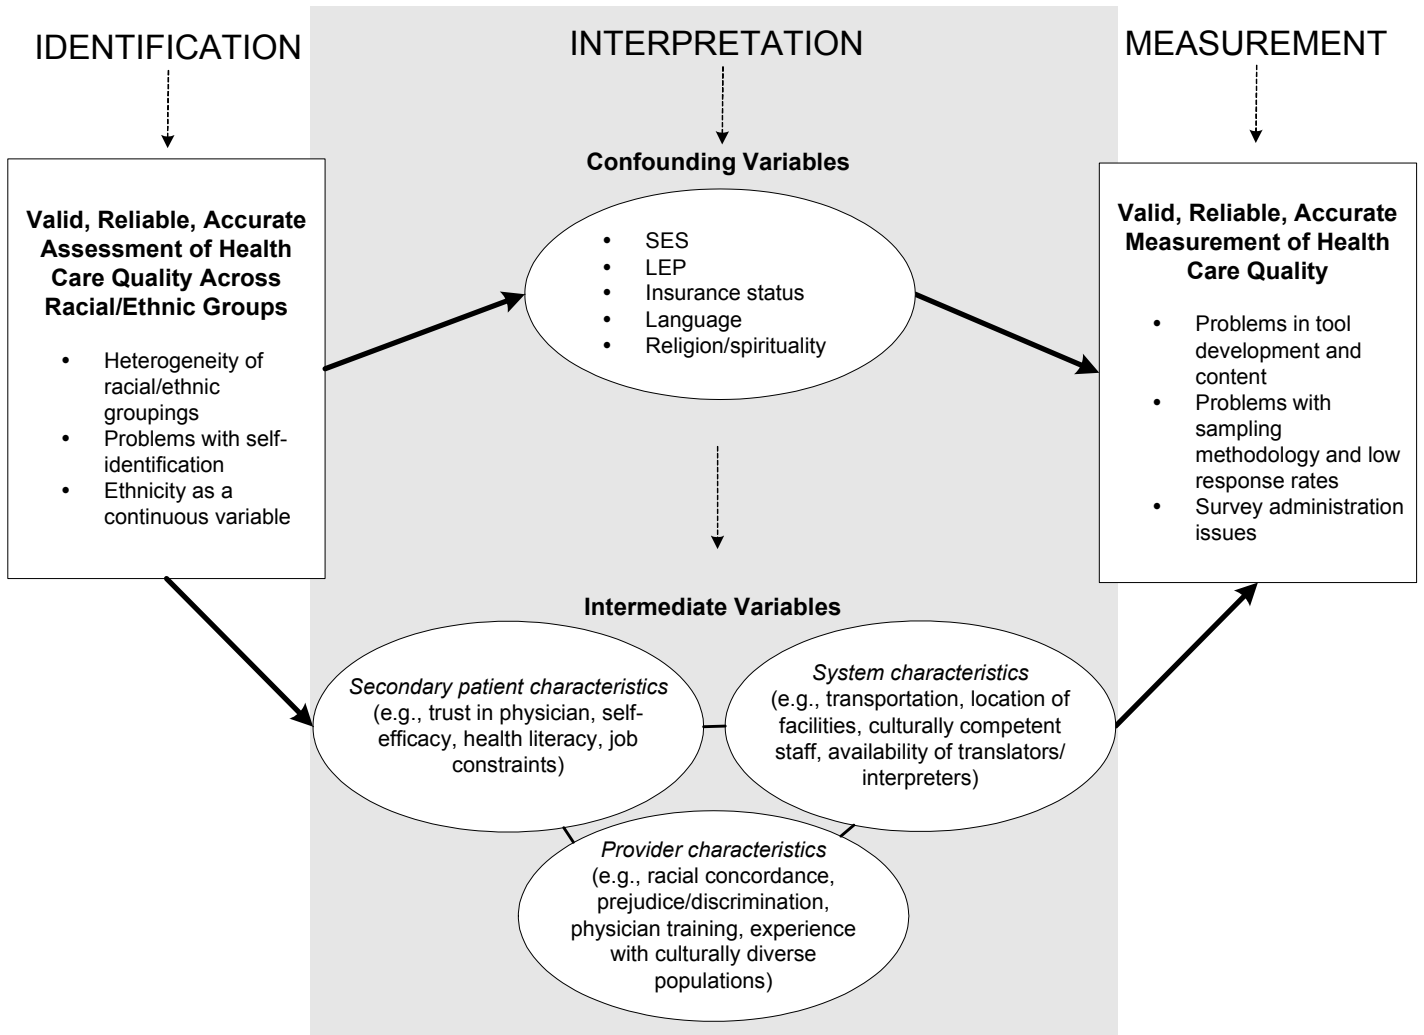 IDENTIFICATION
Valid, Reliable, Accurate
Assessment of Health
Care Quality Across
Racial/Ethnic Groups
• Heterogeneity of
racial/ethnic
groupings
• Problems with self-
identification
• Ethnicity as a
continuous variable
INTERPRETATION
Confounding Variables
• SES
• LEP
• Insurance status
• Language
• Religion/spirituality
Intermediate Variables
Secondary patient characteristics
(e.g., trust in physician, self-
efficacy, health literacy, job
constraints)
System characteristics
(e.g., transportation, location of
facilities, culturally competent
staff, availability of translators/
interpreters)
Provider characteristics
(e.g., racial concordance,
prejudice/discrimination,
physician training, experience
with culturally diverse
populations)
MEASUREMENT
Valid, Reliable, Accurate
Measurement of Health
Care Quality
• Problems in tool
development and
content
• Problems with
sampling
methodology and low
response rates
• Survey administration
issues